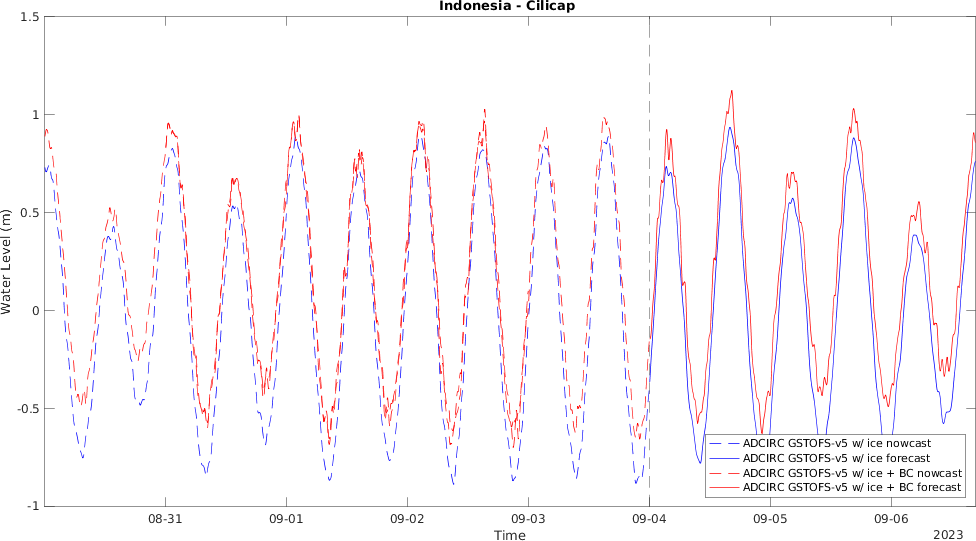 Indonesia - Cilicap
1.5
1
0.5
0
-0.5
-1
Water Level (m)
08-31
09-01
09-02
09-03
09-04
09-05
09-06
Time
2023
ADCIRC GSTOFS-v5 w/ ice nowcast
ADCIRC GSTOFS-v5 w/ ice forecast
ADCIRC GSTOFS-v5 w/ ice + BC nowcast
ADCIRC GSTOFS-v5 w/ ice + BC forecast